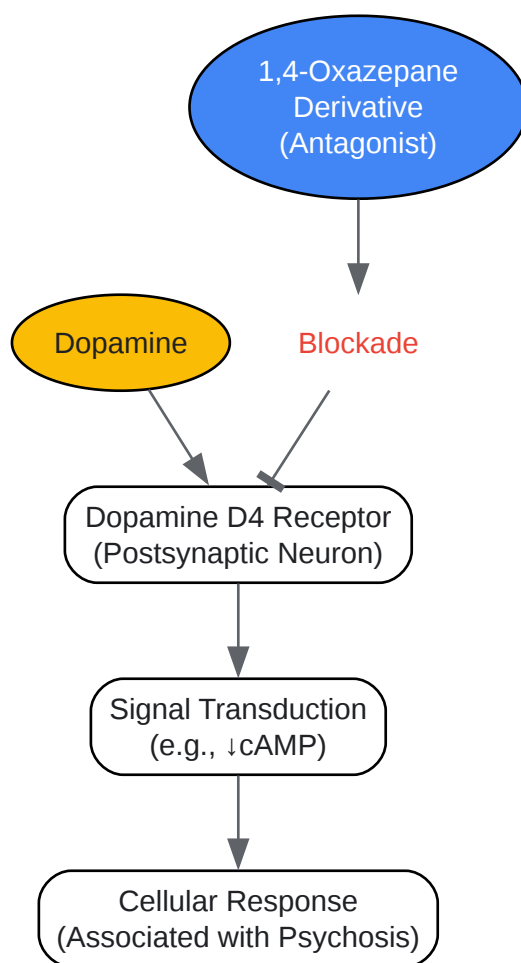 1,4-Oxazepane
Derivative
(Antagonist)
Dopamine
Blockade
Dopamine D4 Receptor
(Postsynaptic Neuron)
Signal Transduction
(e.g., ↓cAMP)
Cellular Response
(Associated with Psychosis)